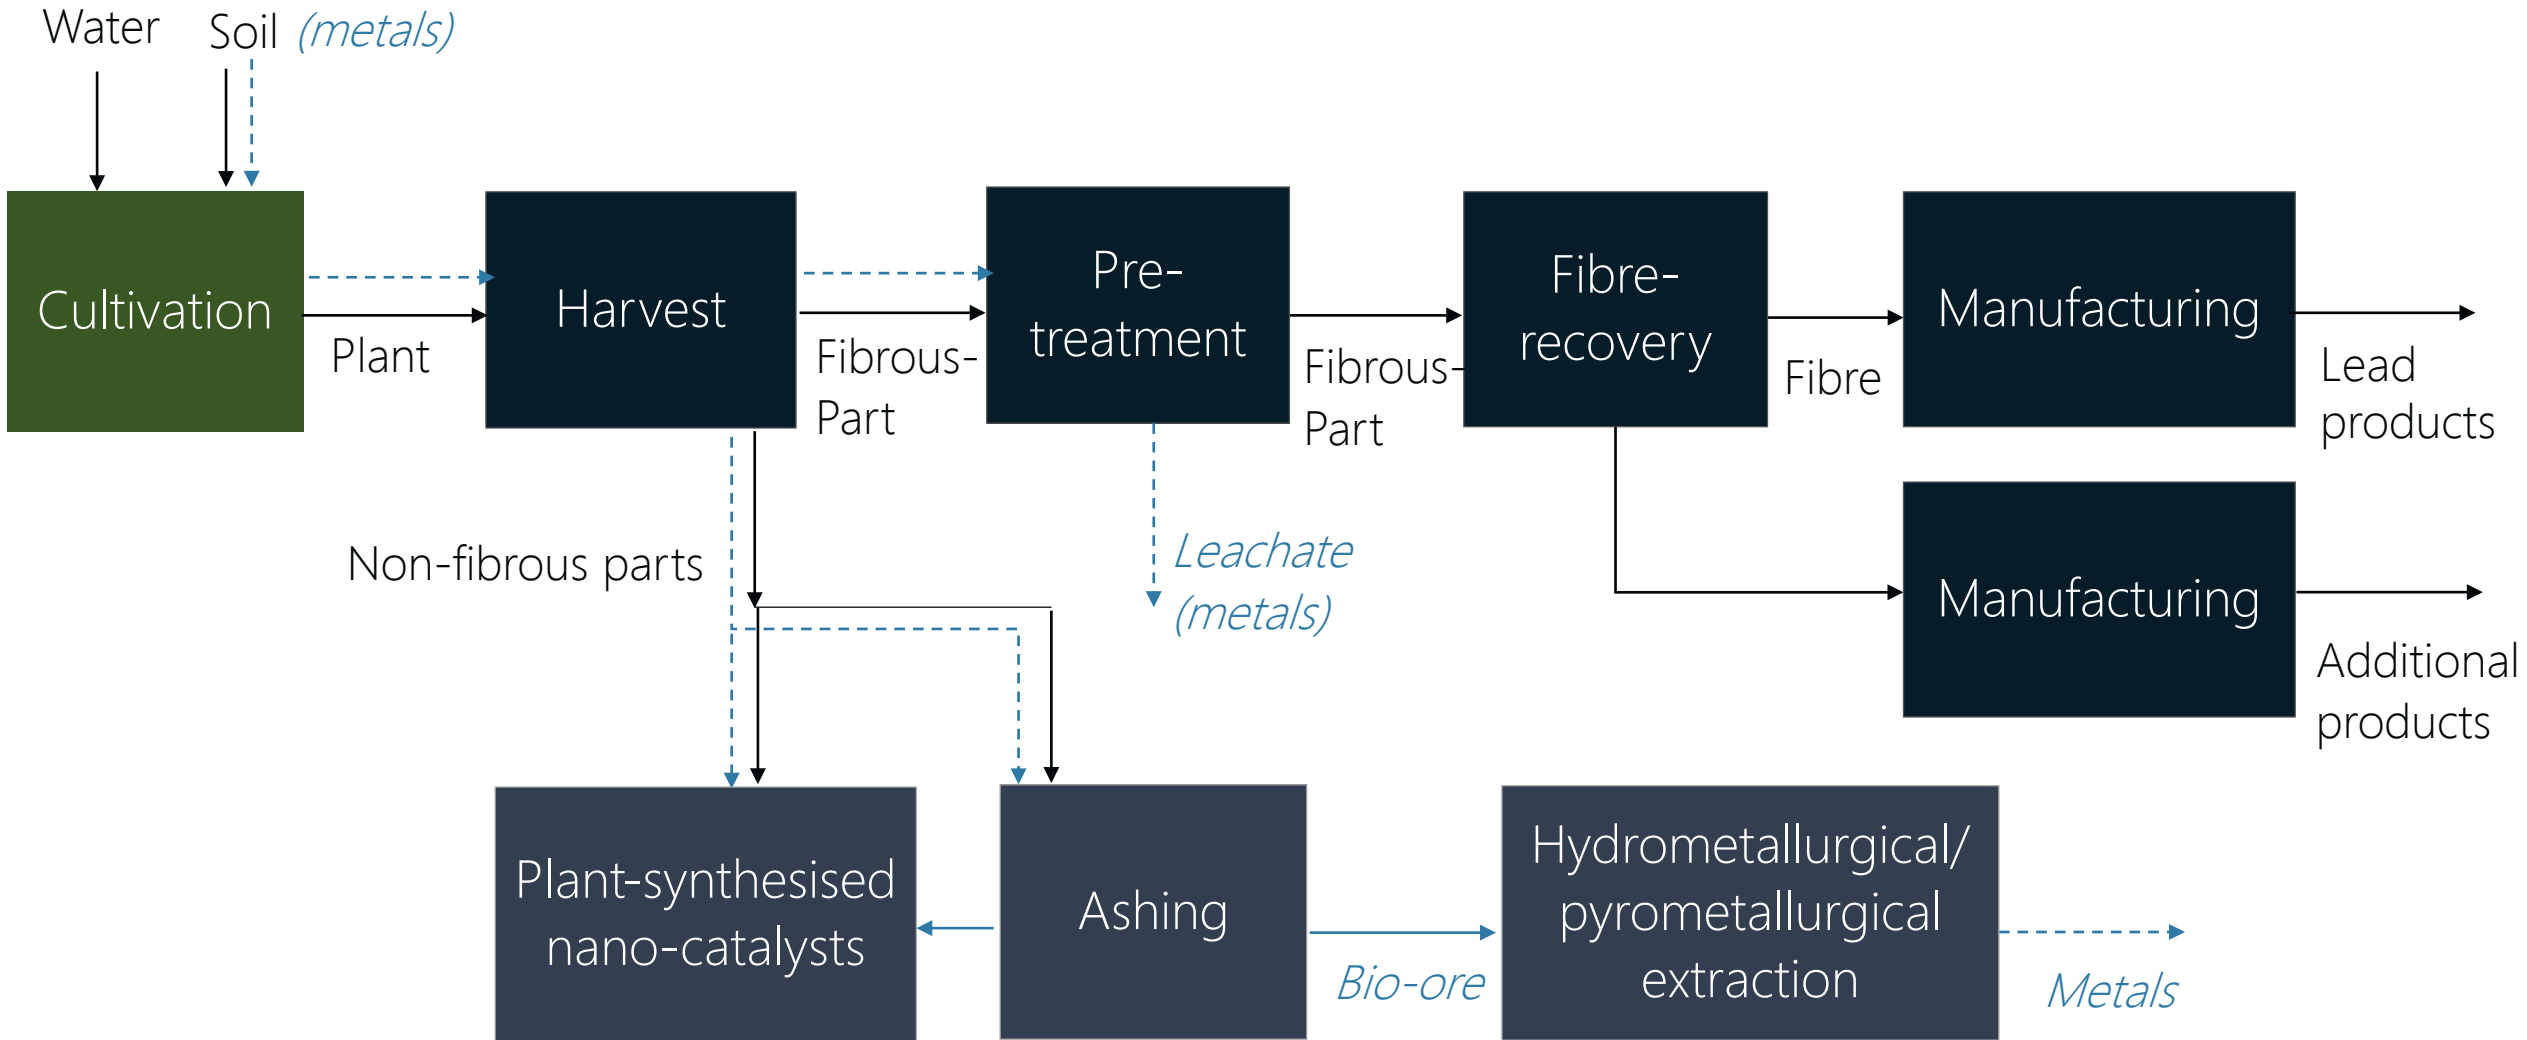 Water
Soil (metals)
Cultivation
Plant
Harvest
Fibrous-
Part
Pre-
treatment
Fibrous-
Part
Fibre-
recovery
Fibre
Manufacturing
Lead
products
Non-fibrous parts
Leachate
(metals)
Manufacturing
Additional
products
Plant-synthesised
nano-catalysts
Ashing
Bio-ore
Hydrometallurgical/
pyrometallurgical
extraction
Metals